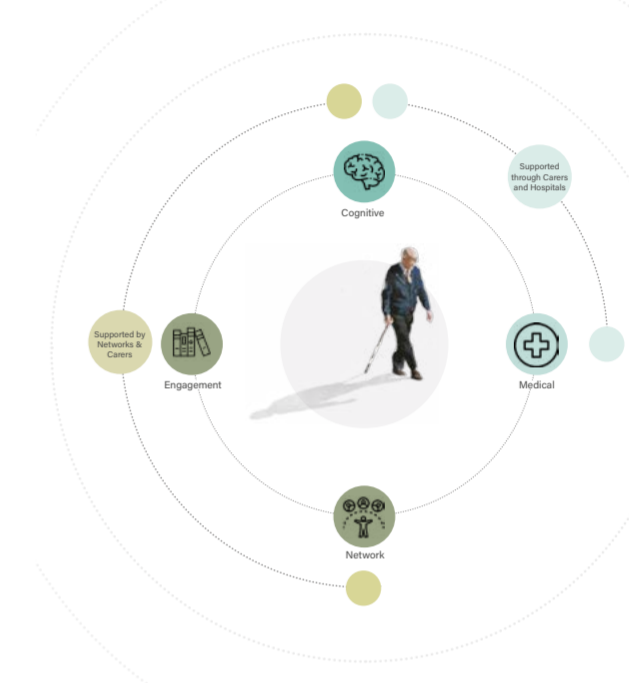 Cognitive
Supported
through Carers
and Hospitals
Supported by
Networks &
Carers
Engagement
Medical
Network